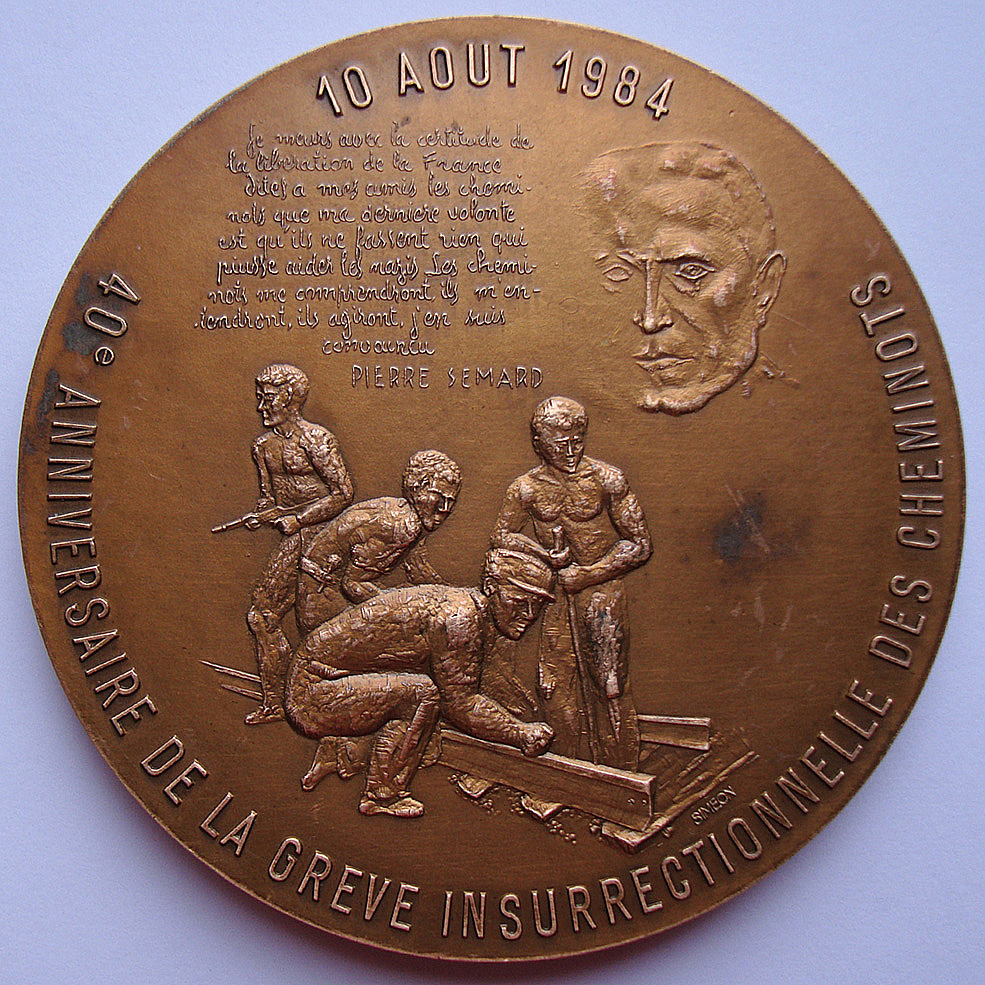 10 AOUT 1984
Je meurs avec la certitude de
la libération de la France
dites a mes amis les chemi-
nots que ma derniere volonte
est qu'ils ne fassent rien qui
puisse aider les nazis Les chemi-
nots me comprendront ils m'en-
tendront, ils agiront, j'en suis
convaincu
PIERRE SEMARD
40e ANNIVERSAIRE DE LA GREVE INSURRECTIONNELLE DES CHEMINOTS
SIMEON